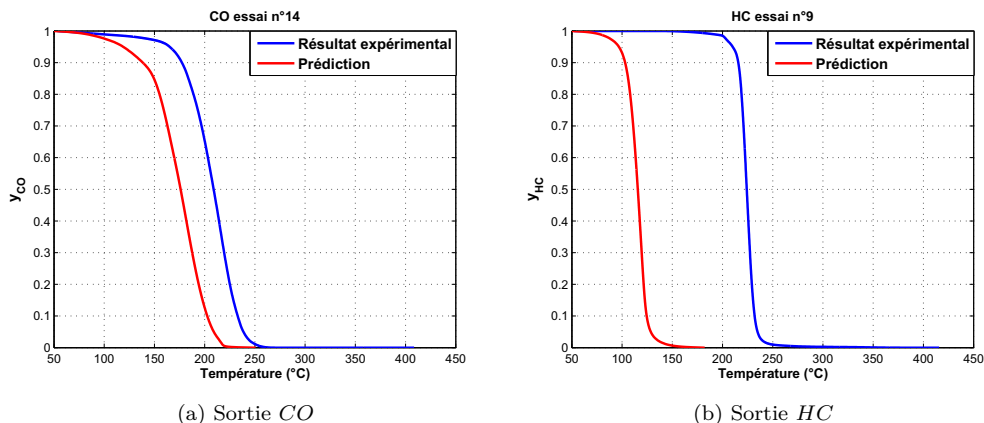 CO essai n°14
1
0.9
0.8
0.7
0.6
0.5
0.4
0.3
0.2
0.1
0
y_CO
50 100 150 200 250 300 350 400 450
Température (°C)
Résultat expérimental
Prédiction
(a) Sortie CO
HC essai n°9
1
0.9
0.8
0.7
0.6
0.5
0.4
0.3
0.2
0.1
0
y_HC
50 100 150 200 250 300 350 400 450
Température (°C)
Résultat expérimental
Prédiction
(b) Sortie HC